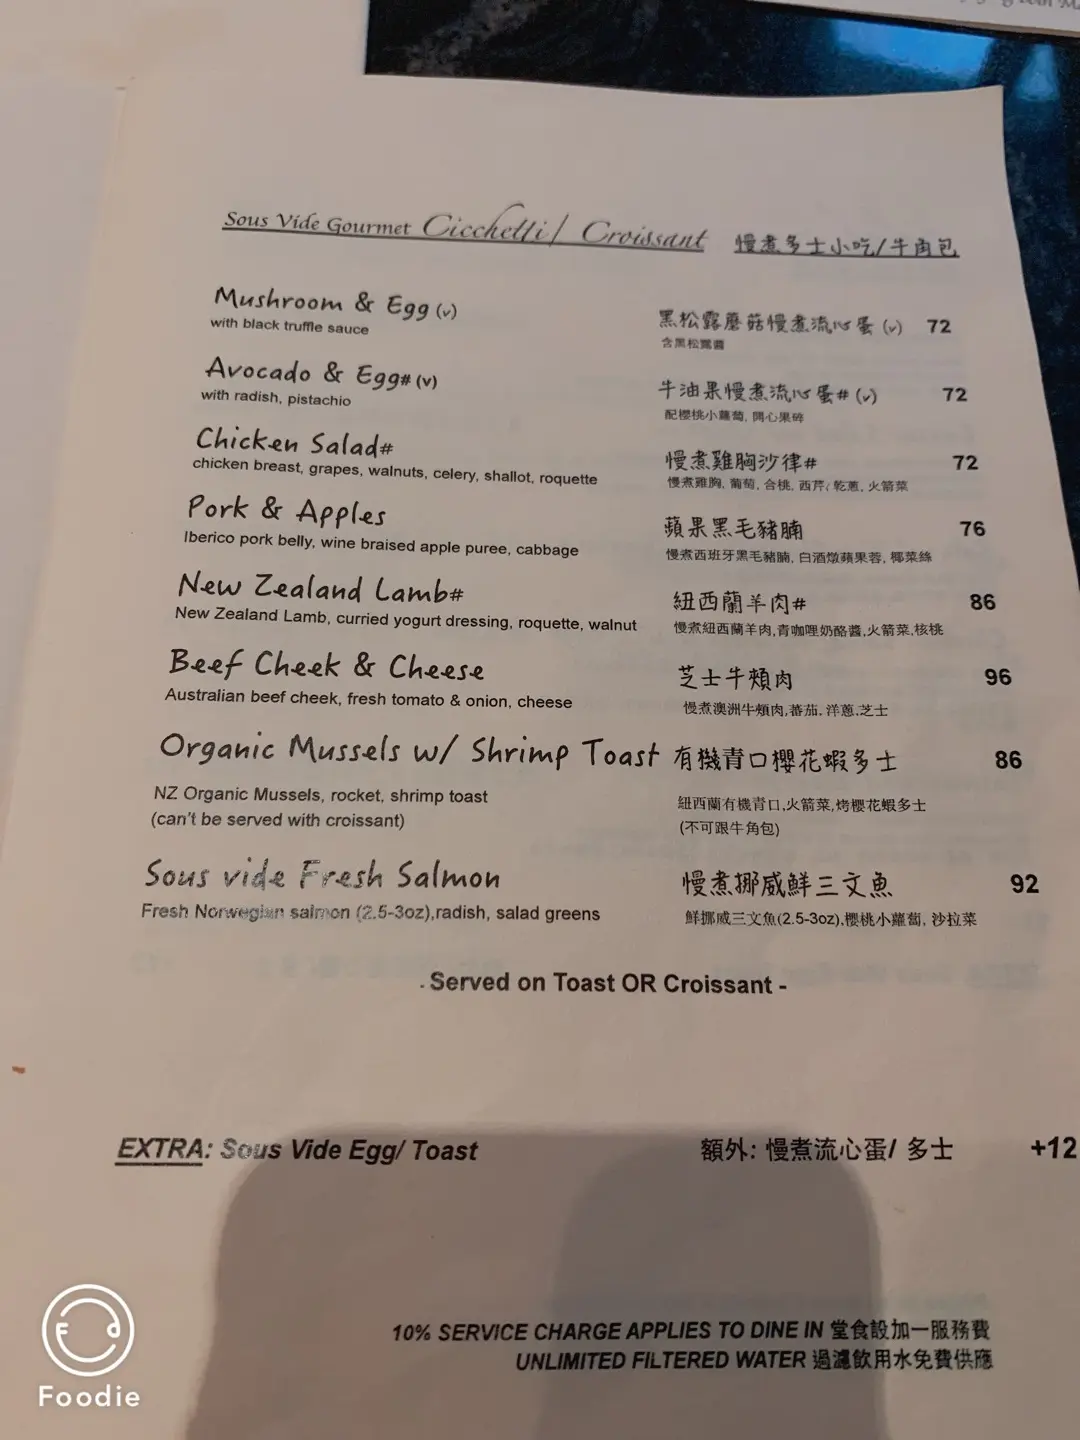 Sous Vide Gourmet Cicchetti/ Croissant 慢煮多士小吃/牛角包
Mushroom & Egg (v) 黑松露蘑菇慢煮流心蛋 (v) 72
with black truffle sauce 含黑松露醬
Avocado & Egg# (v) 牛油果慢煮流心蛋# (v) 72
with radish, pistachio 配櫻桃小蘿蔔, 開心果碎
Chicken Salad# 慢煮雞胸沙律# 72
chicken breast, grapes, walnuts, celery, shallot, roquette 慢煮雞胸, 葡萄, 合桃, 西芹, 乾蔥, 火箭菜
Pork & Apples 蘋果黑毛豬腩 76
Iberico pork belly, wine braised apple puree, cabbage 慢煮西班牙黑毛豬腩, 白酒燉蘋果蓉, 椰菜絲
New Zealand Lamb# 紐西蘭羊肉# 86
New Zealand Lamb, curried yogurt dressing, roquette, walnut 慢煮紐西蘭羊肉,青咖哩奶酪醬,火箭菜,核桃
Beef Cheek & Cheese 芝士牛頰肉 96
Australian beef cheek, fresh tomato & onion, cheese 慢煮澳洲牛頰肉,蕃茄, 洋蔥,芝士
Organic Mussels w/ Shrimp Toast 有機青口櫻花蝦多士 86
NZ Organic Mussels, rocket, shrimp toast 紐西蘭有機青口,火箭菜,烤櫻花蝦多士
(can't be served with croissant) (不可跟牛角包)
Sous vide Fresh Salmon 慢煮挪威鮮三文魚 92
Fresh Norwegian salmon (2.5-3oz),radish, salad greens 鮮挪威三文魚(2.5-3oz),櫻桃小蘿蔔, 沙拉菜
- Served on Toast OR Croissant -
EXTRA: Sous Vide Egg/ Toast 額外: 慢煮流心蛋/ 多士 +12
10% SERVICE CHARGE APPLIES TO DINE IN 堂食設加一服務費
UNLIMITED FILTERED WATER 過濾飲用水免費供應
Foodie